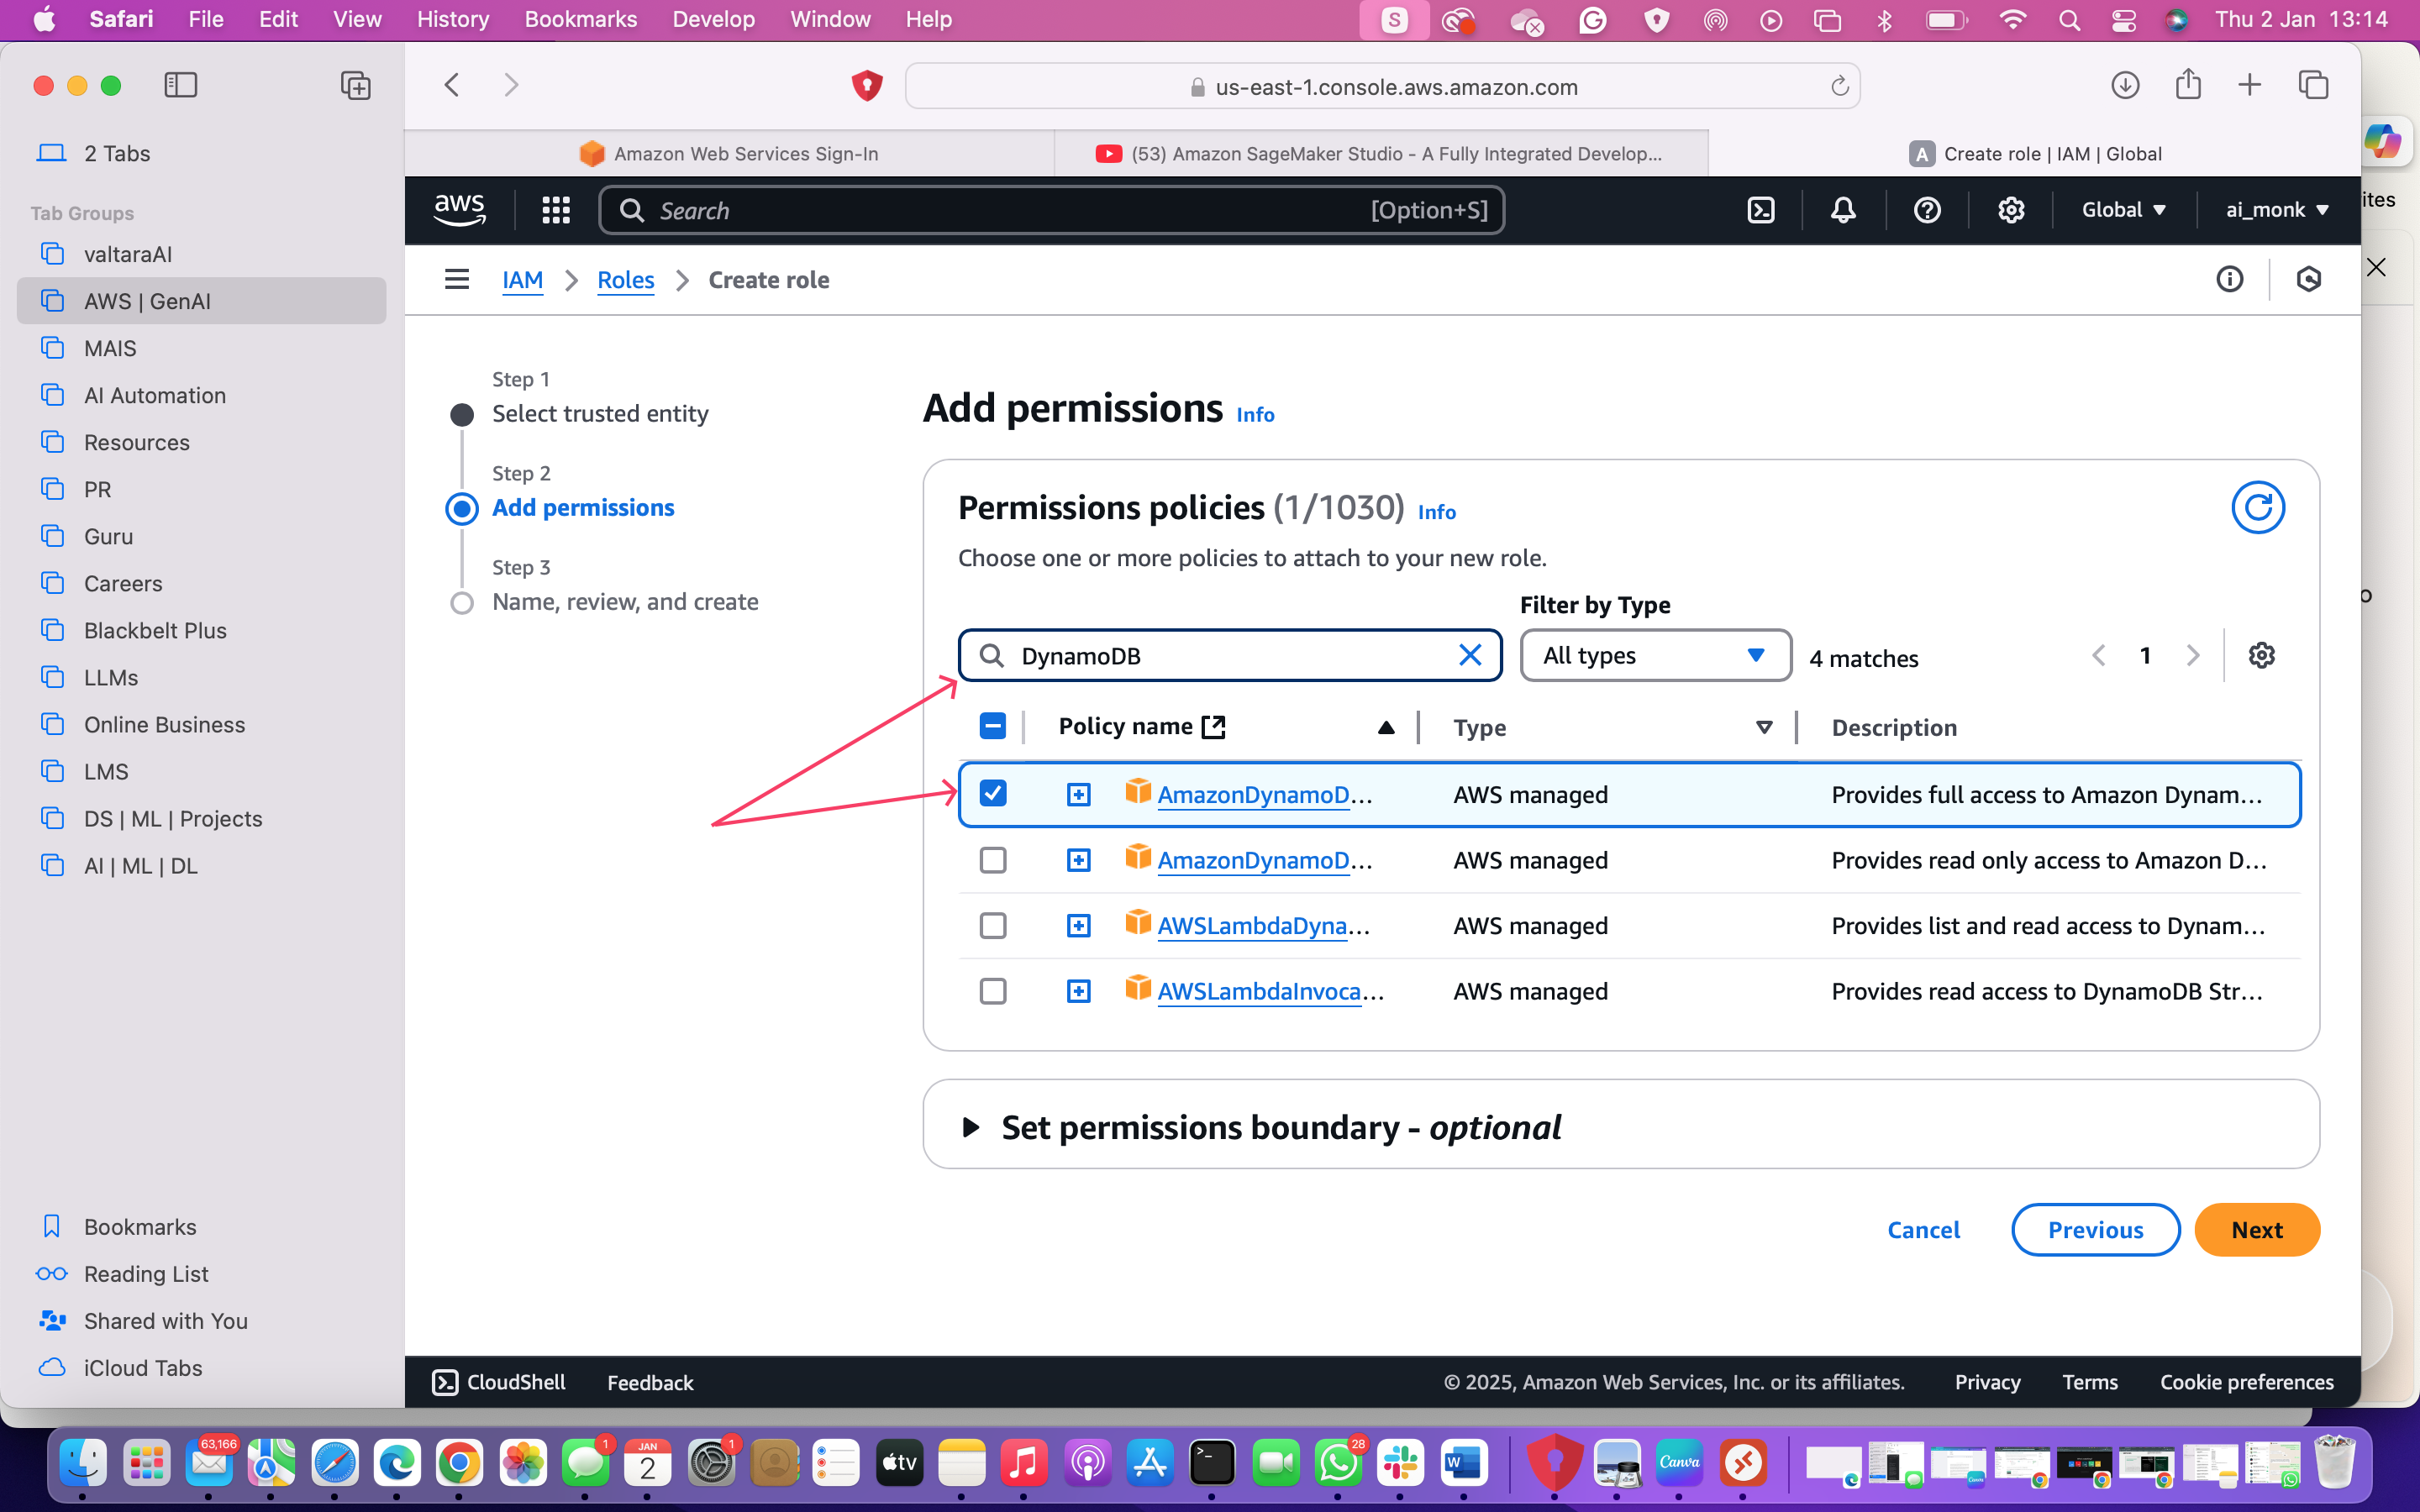 Safari File Edit View History Bookmarks Develop Window Help S Thu 2 Jan 13:14
us-east-1.console.aws.amazon.com
2 Tabs
Tab Groups
valtaraAI
AWS | GenAI
MAIS
AI Automation
Resources
PR
Guru
Careers
Blackbelt Plus
LLMs
Online Business
LMS
DS | ML | Projects
AI | ML | DL
Bookmarks
Reading List
Shared with You
iCloud Tabs
Amazon Web Services Sign-In
(53) Amazon SageMaker Studio - A Fully Integrated Develop...
A Create role | IAM | Global
aws Search [Option+S] Global ai_monk
ites
IAM > Roles > Create role
Step 1
Select trusted entity
Step 2
Add permissions
Step 3
Name, review, and create
Add permissions Info
Permissions policies (1/1030) Info
Choose one or more policies to attach to your new role.
Filter by Type
DynamoDB
All types
4 matches
1
Policy name Type Description
AmazonDynamoD... AWS managed Provides full access to Amazon Dynam...
AmazonDynamoD... AWS managed Provides read only access to Amazon D...
AWSLambdaDyna... AWS managed Provides list and read access to Dynam...
AWSLambdaInvoca... AWS managed Provides read access to DynamoDB Str...
Set permissions boundary - optional
Cancel Previous Next
CloudShell Feedback © 2025, Amazon Web Services, Inc. or its affiliates. Privacy Terms Cookie preferences
63,166
1
JAN
2
1
tv
28
W
Canva